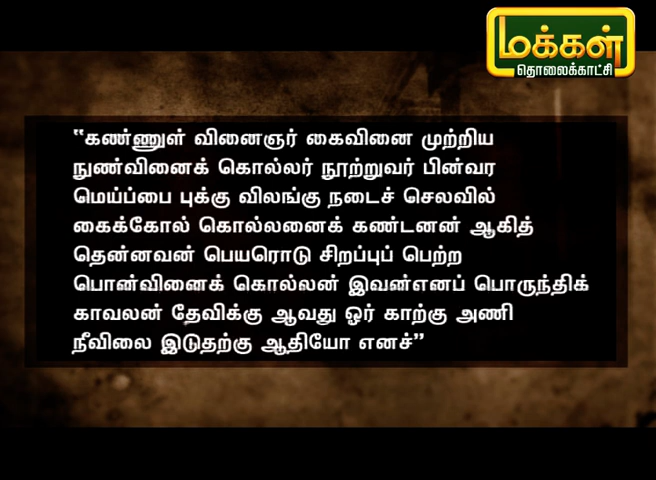 மக்கள்
தொலைக்காட்சி
"கண்ணுள் வினைஞர் கைவினை முற்றிய
நுண்வினைக் கொல்லர் நூற்றுவர் பின்வர
மெய்ப்பை புக்கு விலங்கு நடைச் செலவில்
கைக்கோல் கொல்லனைக் கண்டனன் ஆகித்
தென்னவன் பெயரொடு சிறப்புப் பெற்ற
பொன்வினைக் கொல்லன் இவன்எனப் பொருந்திக்
காவலன் தேவிக்கு ஆவது ஓர் காற்கு அணி
நீவிலை இடுதற்கு ஆதியோ எனச்"